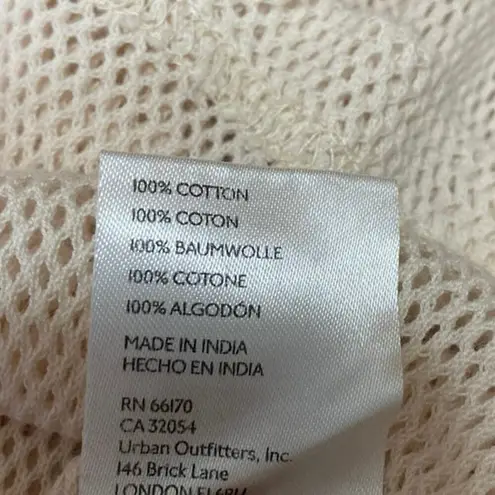 100% COTTON
100% COTON
100% BAUMWOLLE
100% COTONE
100% ALGODÓN
MADE IN INDIA
HECHO EN INDIA
RN 66170
CA 32054
Urban Outfitters, Inc.
146 Brick Lane
LONDON